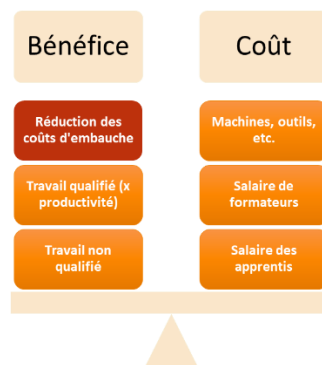 Bénéfice
Coût
Réduction des
coûts d'embauche
Machines, outils,
etc.
Travail qualifié (x
productivité)
Salaire de
formateurs
Travail non
qualifié
Salaire des
apprentis